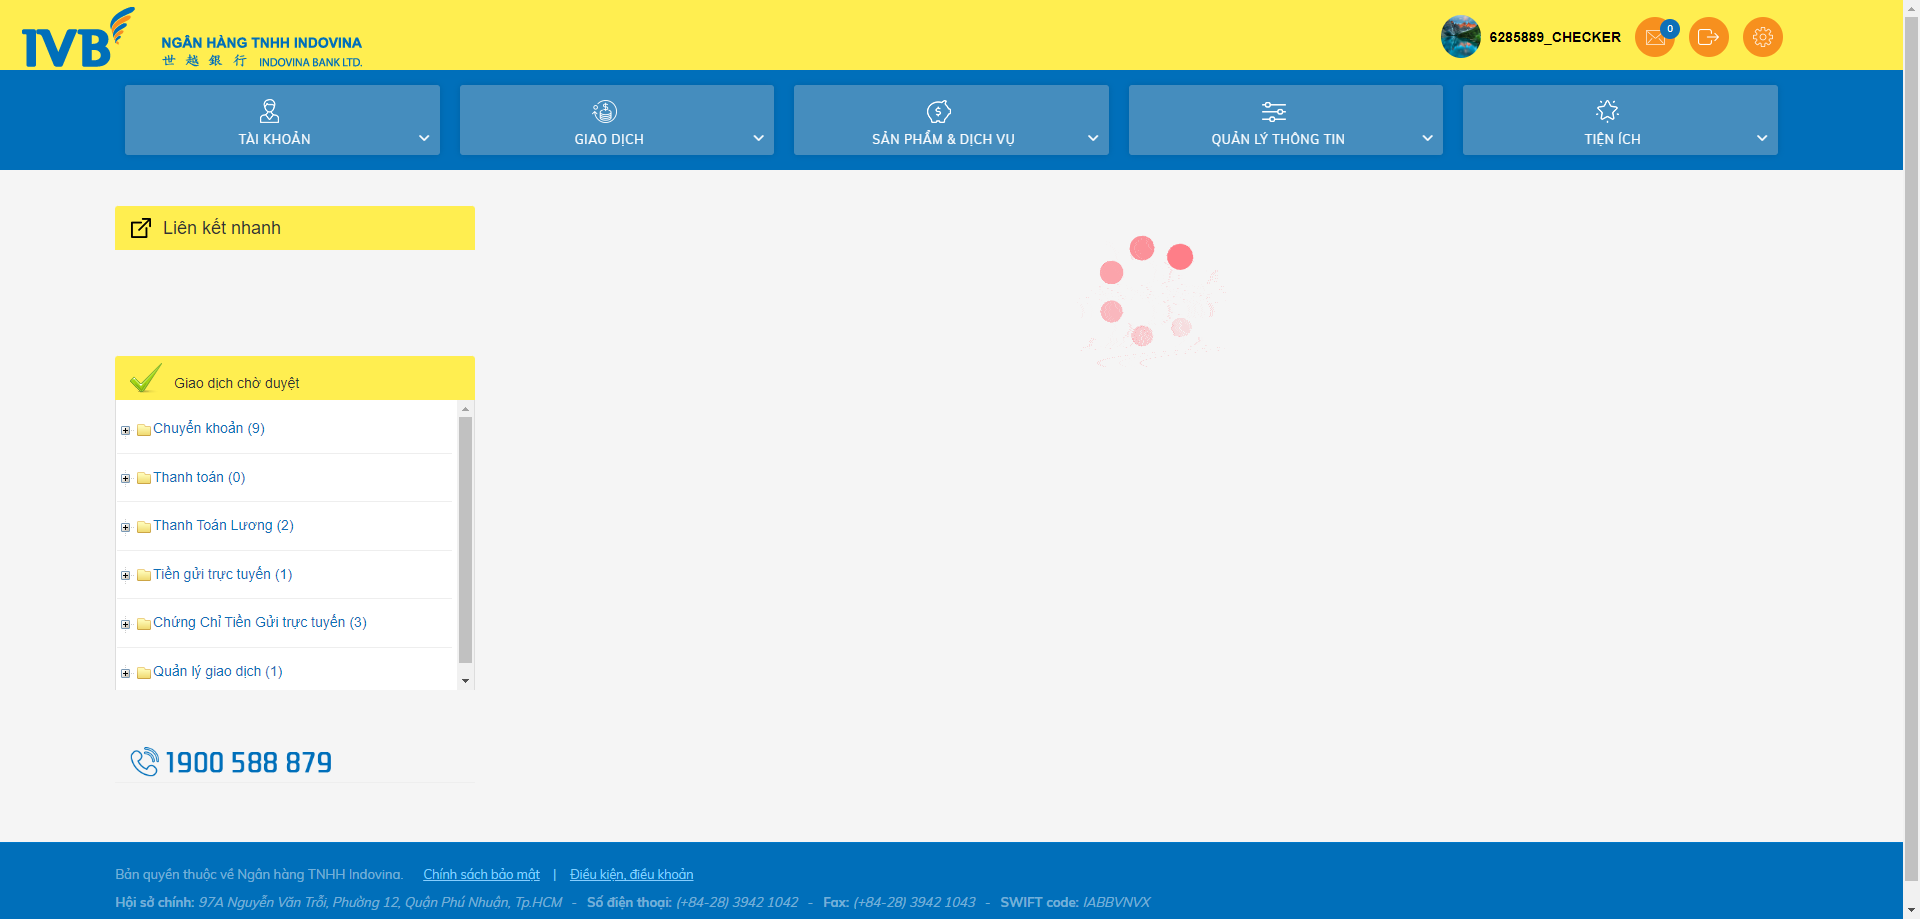 IVB
NGÂN HÀNG TNHH INDOVINA
世 越 銀 行 INDOVINA BANK LTD.
6285889_CHECKER
0
TÀI KHOẢN
GIAO DỊCH
SẢN PHẨM & DỊCH VỤ
QUẢN LÝ THÔNG TIN
TIỆN ÍCH
Liên kết nhanh
Giao dịch chờ duyệt
Chuyển khoản (9)
Thanh toán (0)
Thanh Toán Lương (2)
Tiền gửi trực tuyến (1)
Chứng Chỉ Tiền Gửi trực tuyến (3)
Quản lý giao dịch (1)
1900 588 879
Bản quyền thuộc về Ngân hàng TNHH Indovina. Chính sách bảo mật | Điều kiện, điều khoản
Hội sở chính: 97A Nguyễn Văn Trỗi, Phường 12, Quận Phú Nhuận, Tp.HCM - Số điện thoại: (+84-28) 3942 1042 - Fax: (+84-28) 3942 1043 - SWIFT code: IABBVNVX